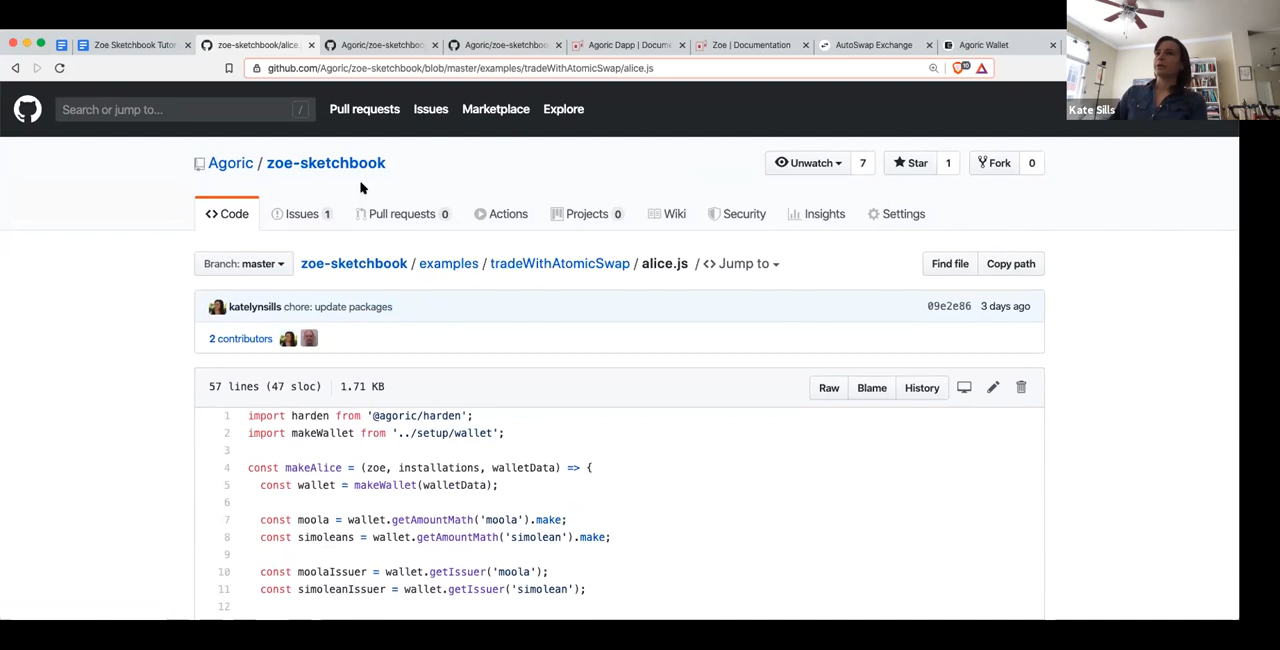 Zoe Sketchbook Tutor
zoe-sketchbook/alice.
Agoric/zoe-sketchboo
Agoric/zoe-sketchboo
Agoric Dapp | Docume
Zoe | Documentation
AutoSwap Exchange
Agoric Wallet
github.com/Agoric/zoe-sketchbook/blob/master/examples/tradeWithAtomicSwap/alice.js
10
Kate Sills
Search or jump to... /
Pull requests Issues Marketplace Explore
Agoric / zoe-sketchbook
Unwatch 7 Star 1 Fork 0
Code Issues 1 Pull requests 0 Actions Projects 0 Wiki Security Insights Settings
Branch: master zoe-sketchbook / examples / tradeWithAtomicSwap / alice.js / <> Jump to Find file Copy path
katelynsills chore: update packages 09e2e86 3 days ago
2 contributors
57 lines (47 sloc) 1.71 KB Raw Blame History
1 import harden from '@agoric/harden';
2 import makeWallet from '../setup/wallet';
3
4 const makeAlice = (zoe, installations, walletData) => {
5 const wallet = makeWallet(walletData);
6
7 const moola = wallet.getAmountMath('moola').make;
8 const simoleans = wallet.getAmountMath('simolean').make;
9
10 const moolaIssuer = wallet.getIssuer('moola');
11 const simoleanIssuer = wallet.getIssuer('simolean');
12